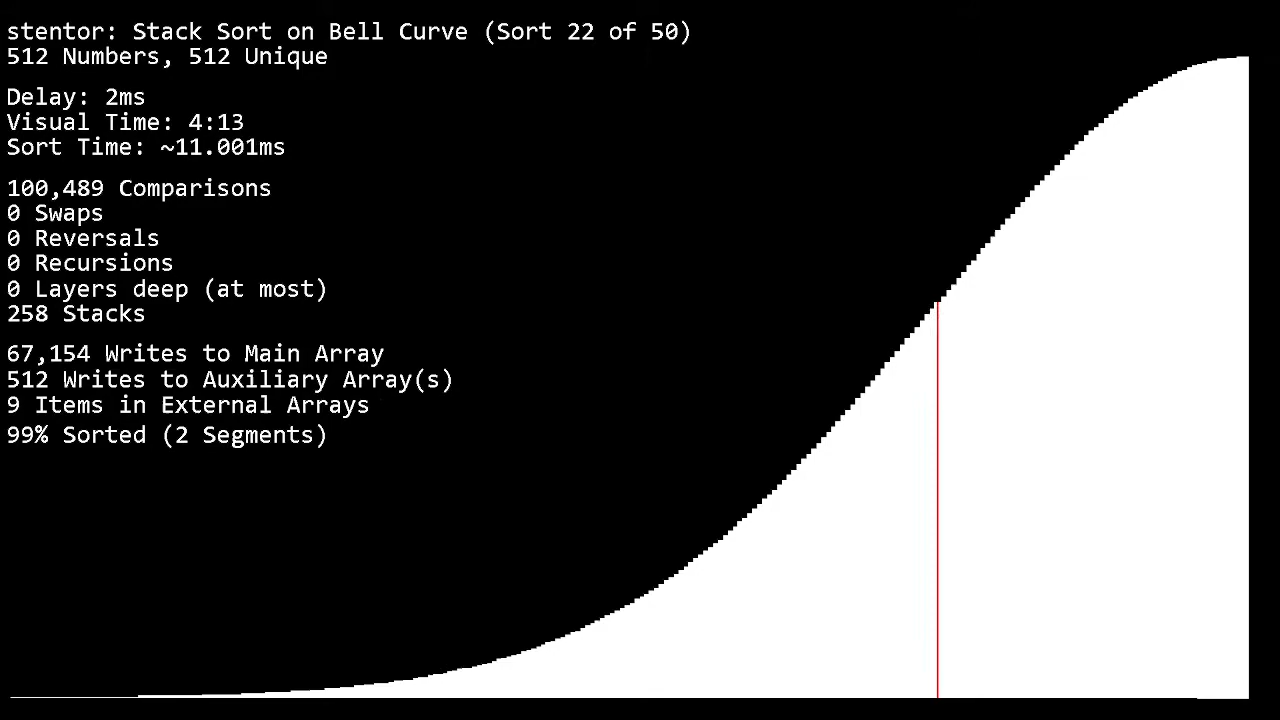 stentor: Stack Sort on Bell Curve (Sort 22 of 50)
512 Numbers, 512 Unique
Delay: 2ms
Visual Time: 4:13
Sort Time: ~11.001ms
100,489 Comparisons
0 Swaps
0 Reversals
0 Recursions
0 Layers deep (at most)
258 Stacks
67,154 Writes to Main Array
512 Writes to Auxiliary Array(s)
9 Items in External Arrays
99% Sorted (2 Segments)